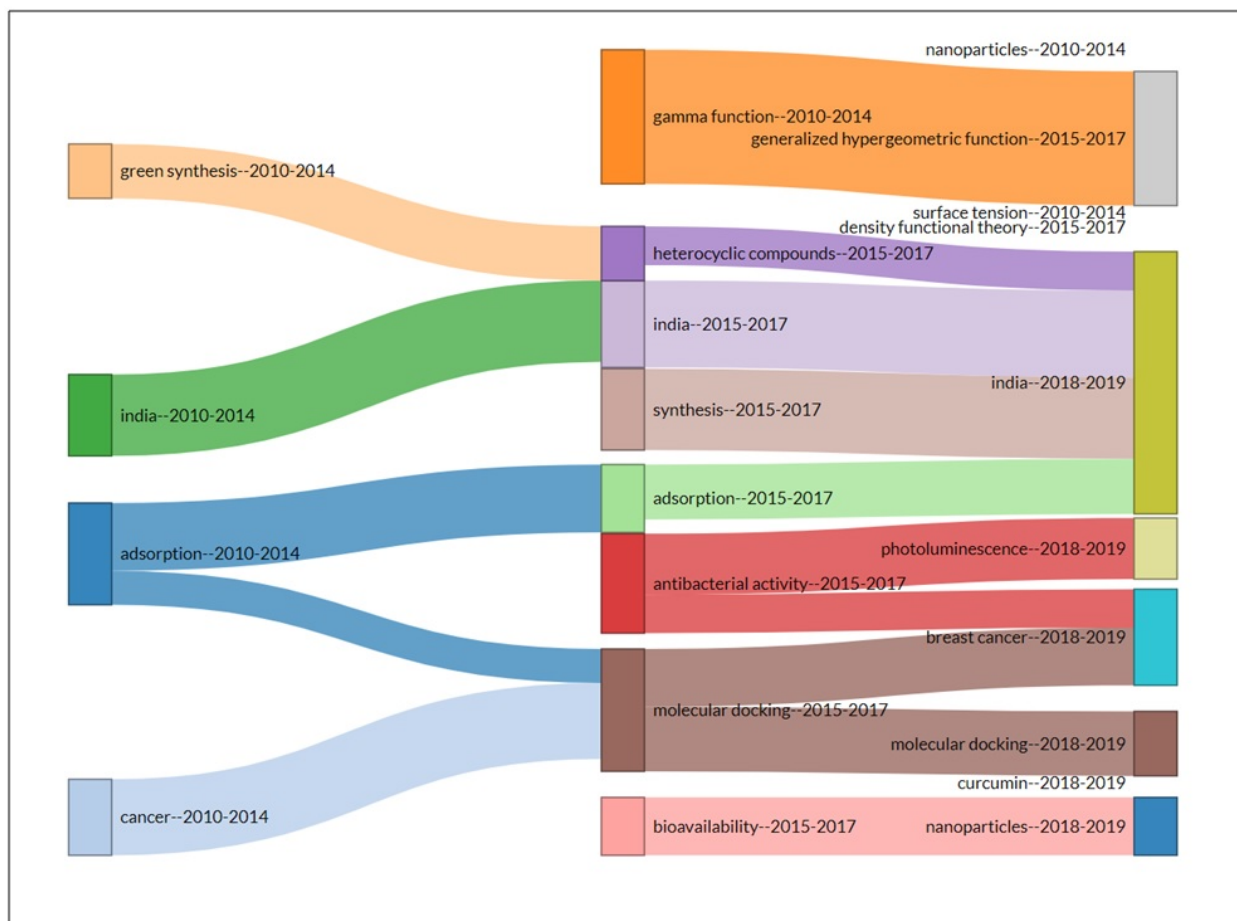 nanoparticles--2010-2014
gamma function--2010-2014
generalized hypergeometric function--2015-2017
green synthesis--2010-2014
surface tension--2010-2014
density functional theory--2015-2017
heterocyclic compounds--2015-2017
india--2015-2017
india--2018-2019
india--2010-2014
synthesis--2015-2017
adsorption--2015-2017
adsorption--2010-2014
photoluminescence--2018-2019
antibacterial activity--2015-2017
breast cancer--2018-2019
molecular docking--2015-2017
molecular docking--2018-2019
curcumin--2018-2019
cancer--2010-2014
bioavailability--2015-2017
nanoparticles--2018-2019